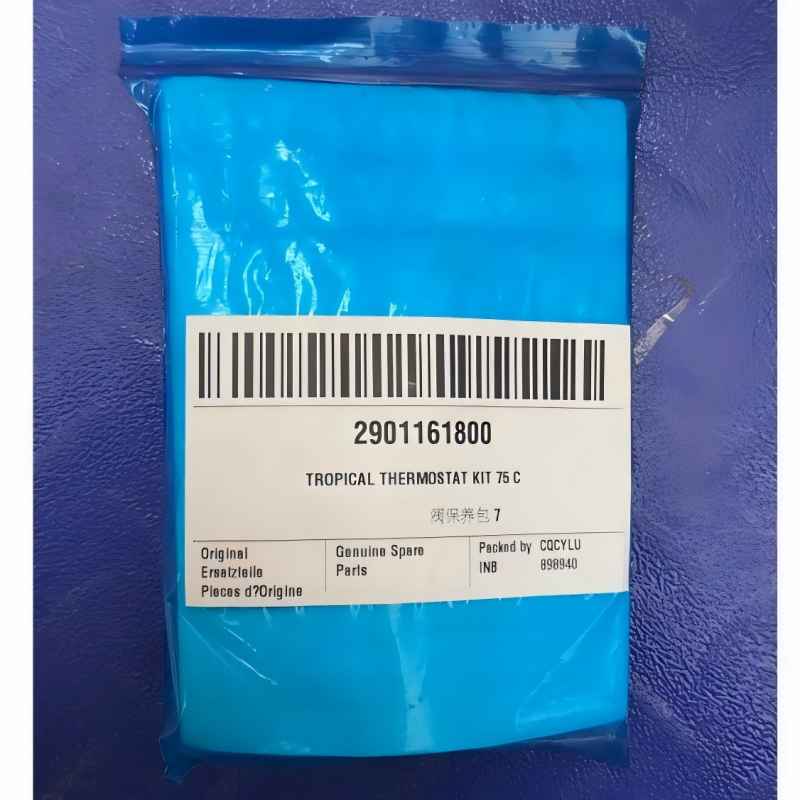 2901161800
TROPICAL THERMOSTAT KIT 75 C
阀保养包 7
Original
Ersatzteile
Pieces d?Origine
Genuine Spare
Parts
Packed by CQCYLU
INB 898940